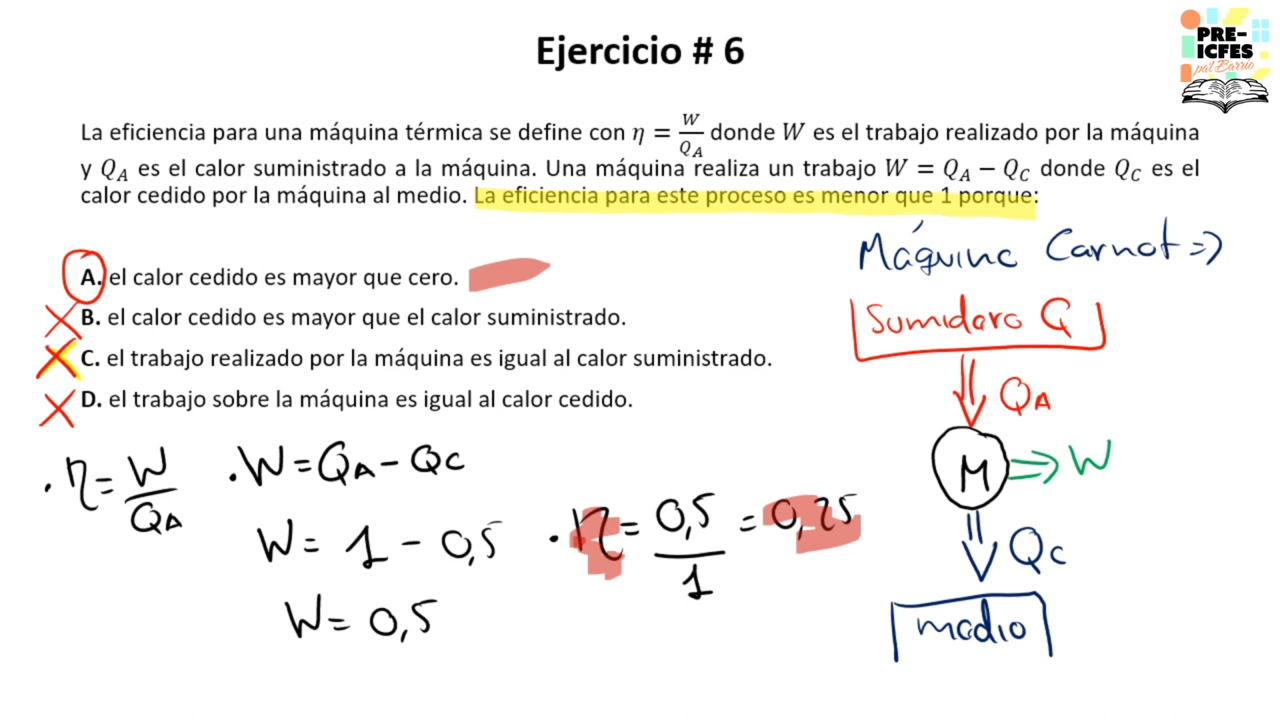 PRE-
ICFES
pal Barrio
Ejercicio # 6
La eficiencia para una máquina térmica se define con η = W/Q_A donde W es el trabajo realizado por la máquina
y Q_A es el calor suministrado a la máquina. Una máquina realiza un trabajo W = Q_A − Q_C donde Q_C es el
calor cedido por la máquina al medio. La eficiencia para este proceso es menor que 1 porque:
A. el calor cedido es mayor que cero.
B. el calor cedido es mayor que el calor suministrado.
C. el trabajo realizado por la máquina es igual al calor suministrado.
D. el trabajo sobre la máquina es igual al calor cedido.
Máquina Carnot =>
Sumidero Q
QA
M => W
QC
medio
. η = W/QA
. W = QA − QC
W = 1 − 0,5
W = 0,5
. η = 0,5/1 = 0,25